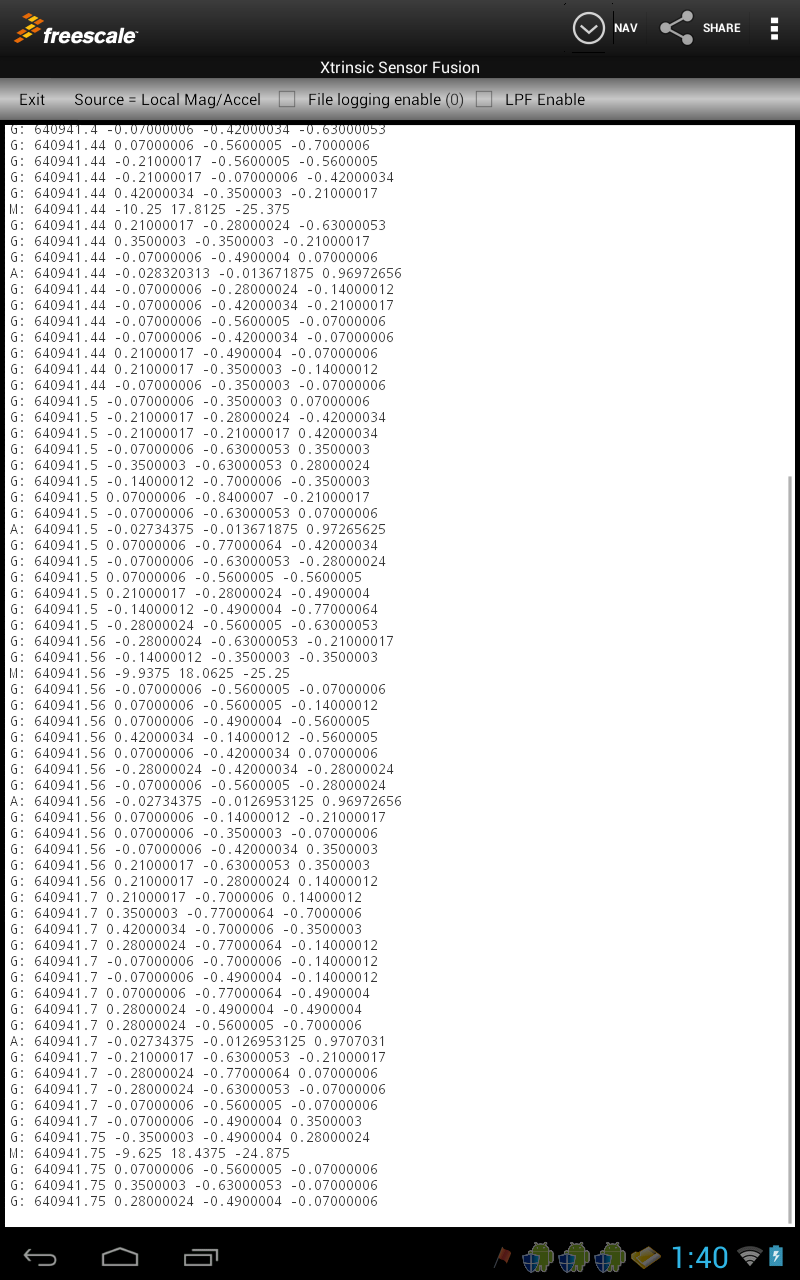 freescale
NAV
SHARE
Xtrinsic Sensor Fusion
Exit Source = Local Mag/Accel File logging enable (0) LPF Enable
G: 640941.4 -0.07000006 -0.42000034 -0.63000053
G: 640941.44 0.07000006 -0.5600005 -0.7000006
G: 640941.44 -0.21000017 -0.5600005 -0.5600005
G: 640941.44 -0.21000017 -0.07000006 -0.42000034
G: 640941.44 0.42000034 -0.3500003 -0.21000017
M: 640941.44 -10.25 17.8125 -25.375
G: 640941.44 0.21000017 -0.28000024 -0.63000053
G: 640941.44 0.3500003 -0.3500003 -0.21000017
G: 640941.44 -0.07000006 -0.4900004 0.07000006
A: 640941.44 -0.028320313 -0.013671875 0.96972656
G: 640941.44 -0.07000006 -0.28000024 -0.14000012
G: 640941.44 -0.07000006 -0.42000034 -0.21000017
G: 640941.44 -0.07000006 -0.5600005 -0.07000006
G: 640941.44 -0.07000006 -0.42000034 -0.07000006
G: 640941.44 0.21000017 -0.4900004 -0.07000006
G: 640941.44 0.21000017 -0.3500003 -0.14000012
G: 640941.44 -0.07000006 -0.3500003 -0.07000006
G: 640941.5 -0.07000006 -0.3500003 0.07000006
G: 640941.5 -0.21000017 -0.28000024 -0.42000034
G: 640941.5 -0.21000017 -0.21000017 0.42000034
G: 640941.5 -0.07000006 -0.63000053 0.3500003
G: 640941.5 -0.3500003 -0.63000053 0.28000024
G: 640941.5 -0.14000012 -0.7000006 -0.3500003
G: 640941.5 0.07000006 -0.8400007 -0.21000017
G: 640941.5 -0.07000006 -0.63000053 0.07000006
A: 640941.5 -0.02734375 -0.013671875 0.97265625
G: 640941.5 0.07000006 -0.77000064 -0.42000034
G: 640941.5 -0.07000006 -0.63000053 -0.28000024
G: 640941.5 0.07000006 -0.5600005 -0.5600005
G: 640941.5 0.21000017 -0.28000024 -0.4900004
G: 640941.5 -0.14000012 -0.4900004 -0.77000064
G: 640941.5 -0.28000024 -0.5600005 -0.63000053
G: 640941.56 -0.28000024 -0.63000053 -0.21000017
G: 640941.56 -0.14000012 -0.3500003 -0.3500003
M: 640941.56 -9.9375 18.0625 -25.25
G: 640941.56 -0.07000006 -0.5600005 -0.07000006
G: 640941.56 0.07000006 -0.5600005 -0.14000012
G: 640941.56 0.07000006 -0.4900004 -0.5600005
G: 640941.56 0.42000034 -0.14000012 -0.5600005
G: 640941.56 0.07000006 -0.42000034 0.07000006
G: 640941.56 -0.28000024 -0.42000034 -0.28000024
G: 640941.56 -0.07000006 -0.5600005 -0.28000024
A: 640941.56 -0.02734375 -0.0126953125 0.96972656
G: 640941.56 0.07000006 -0.14000012 -0.21000017
G: 640941.56 0.07000006 -0.3500003 -0.07000006
G: 640941.56 -0.07000006 -0.42000034 0.3500003
G: 640941.56 0.21000017 -0.63000053 0.3500003
G: 640941.56 0.21000017 -0.28000024 0.14000012
G: 640941.7 0.21000017 -0.7000006 0.14000012
G: 640941.7 0.3500003 -0.77000064 -0.7000006
G: 640941.7 0.42000034 -0.7000006 -0.3500003
G: 640941.7 0.28000024 -0.77000064 -0.14000012
G: 640941.7 -0.07000006 -0.7000006 -0.14000012
G: 640941.7 -0.07000006 -0.4900004 -0.14000012
G: 640941.7 0.07000006 -0.77000064 -0.4900004
G: 640941.7 0.28000024 -0.4900004 -0.4900004
G: 640941.7 0.28000024 -0.5600005 -0.7000006
A: 640941.7 -0.02734375 -0.0126953125 0.9707031
G: 640941.7 -0.21000017 -0.63000053 -0.21000017
G: 640941.7 -0.28000024 -0.77000064 0.07000006
G: 640941.7 -0.28000024 -0.63000053 -0.07000006
G: 640941.7 -0.07000006 -0.5600005 -0.07000006
G: 640941.7 -0.07000006 -0.4900004 0.3500003
G: 640941.75 -0.3500003 -0.4900004 0.28000024
M: 640941.75 -9.625 18.4375 -24.875
G: 640941.75 0.07000006 -0.5600005 -0.07000006
G: 640941.75 0.3500003 -0.63000053 -0.07000006
G: 640941.75 0.28000024 -0.4900004 -0.07000006
1:40